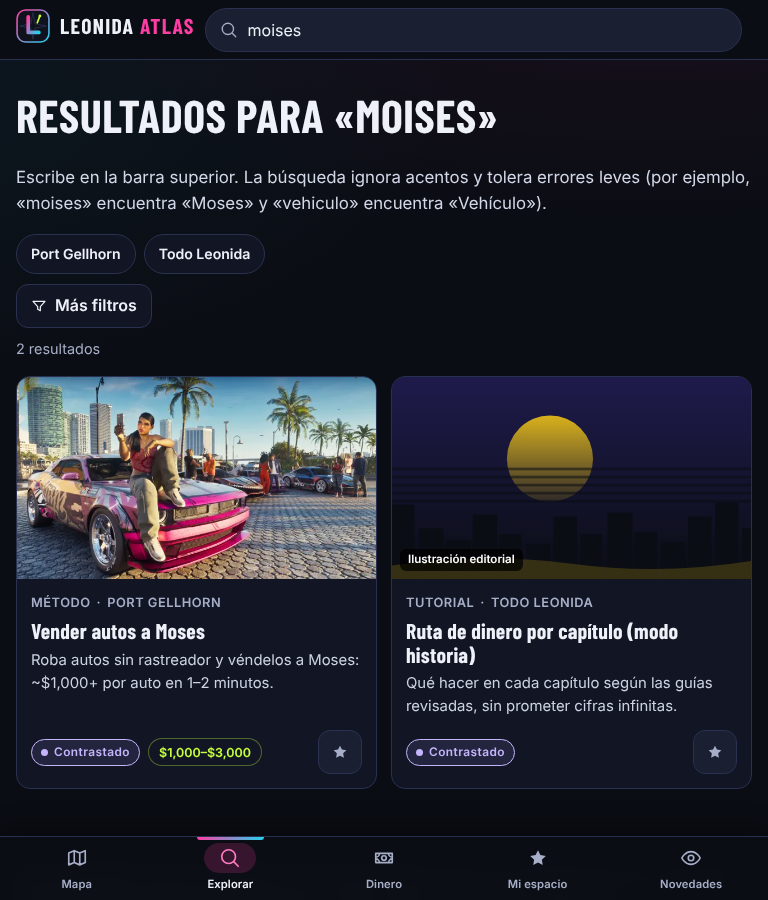 LEONIDA ATLAS
moises
RESULTADOS PARA «MOISES»
Escribe en la barra superior. La búsqueda ignora acentos y tolera errores leves (por ejemplo,
«moises» encuentra «Moses» y «vehiculo» encuentra «Vehículo»).
Port Gellhorn
Todo Leonida
Más filtros
2 resultados
MÉTODO · PORT GELLHORN
Vender autos a Moses
Roba autos sin rastreador y véndelos a Moses:
~$1,000+ por auto en 1–2 minutos.
Contrastado
$1,000–$3,000
Ilustración editorial
TUTORIAL · TODO LEONIDA
Ruta de dinero por capítulo (modo
historia)
Qué hacer en cada capítulo según las guías
revisadas, sin prometer cifras infinitas.
Contrastado
Mapa
Explorar
Dinero
Mi espacio
Novedades